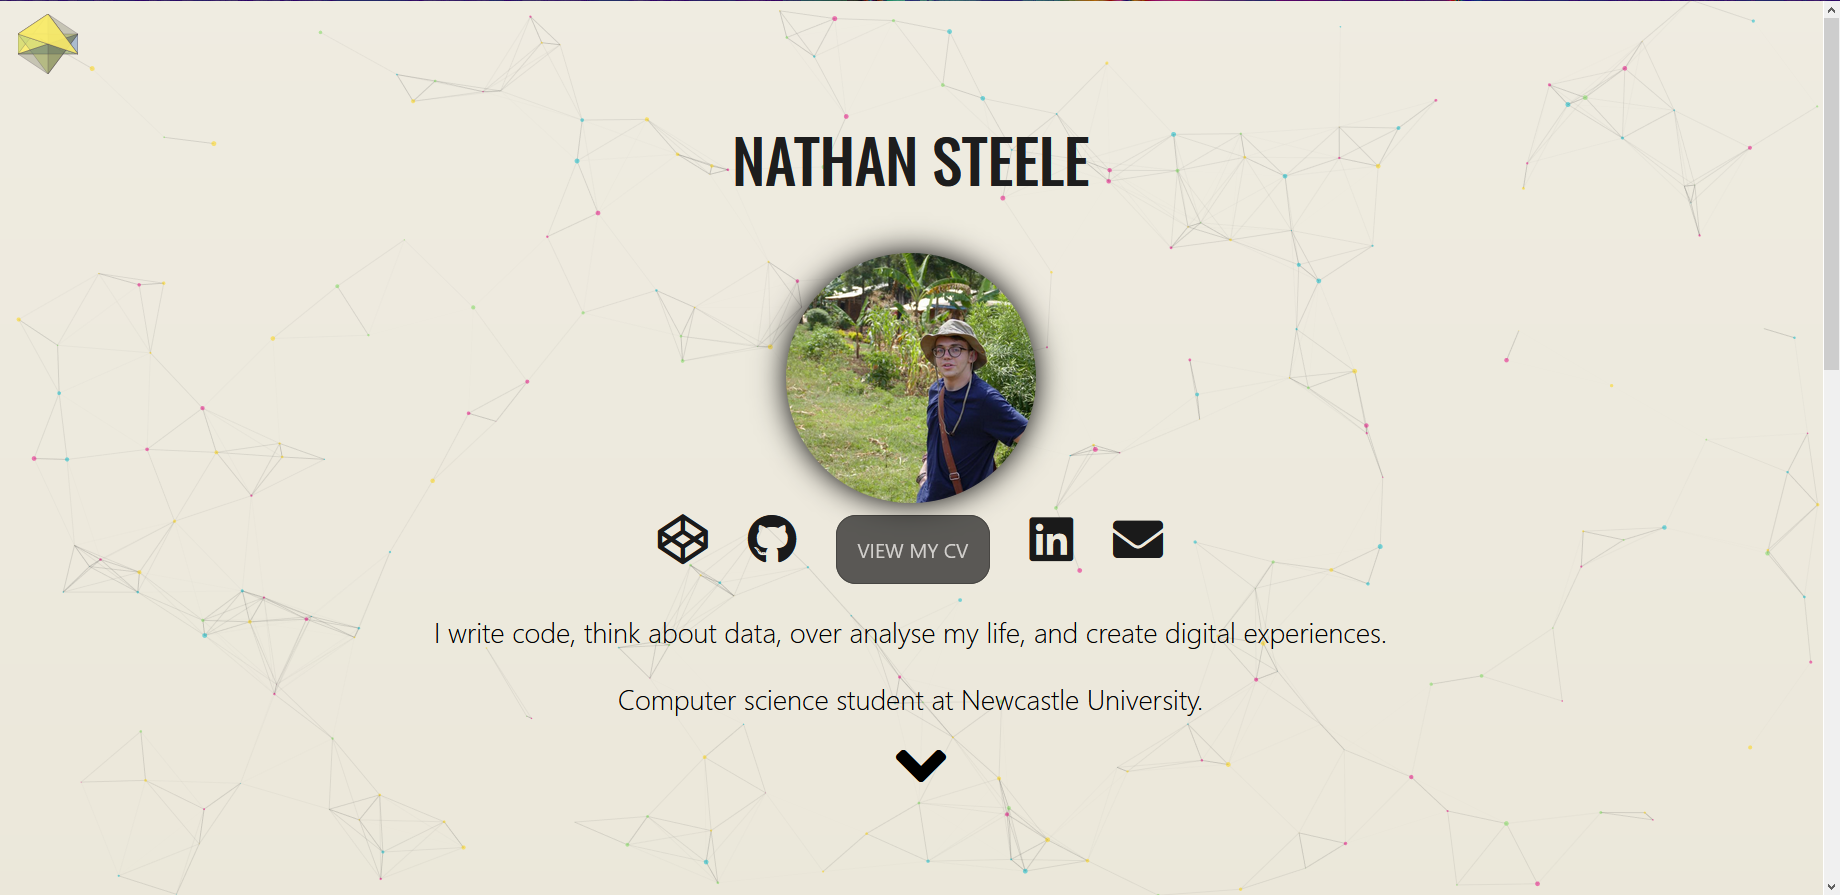 NATHAN STEELE
VIEW MY CV
in
I write code, think about data, over analyse my life, and create digital experiences.
Computer science student at Newcastle University.